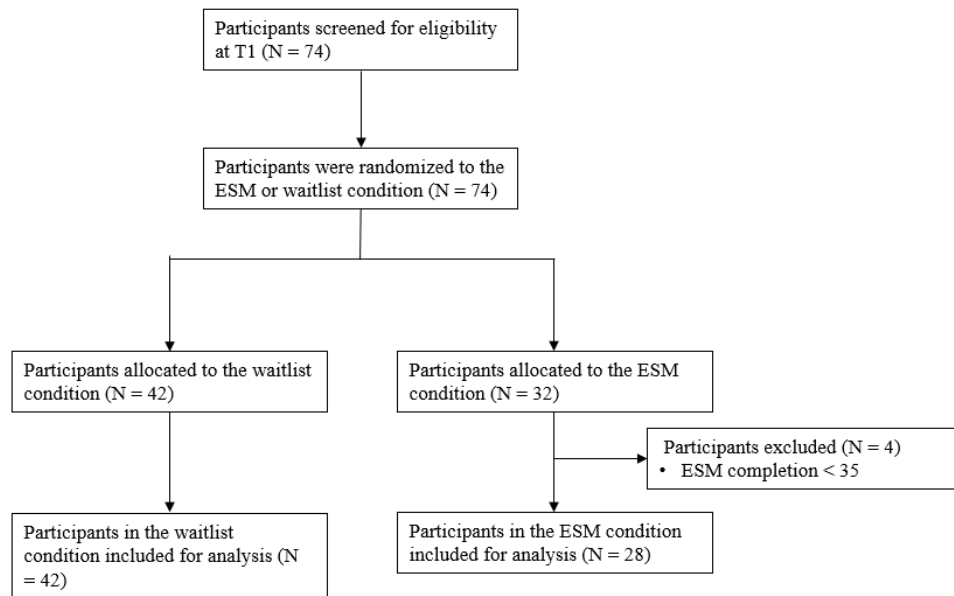 Participants screened for eligibility
at T1 (N = 74)
Participants were randomized to the
ESM or waitlist condition (N = 74)
Participants allocated to the waitlist
condition (N = 42)
Participants allocated to the ESM
condition (N = 32)
Participants excluded (N = 4)
• ESM completion < 35
Participants in the waitlist
condition included for analysis (N
= 42)
Participants in the ESM condition
included for analysis (N = 28)